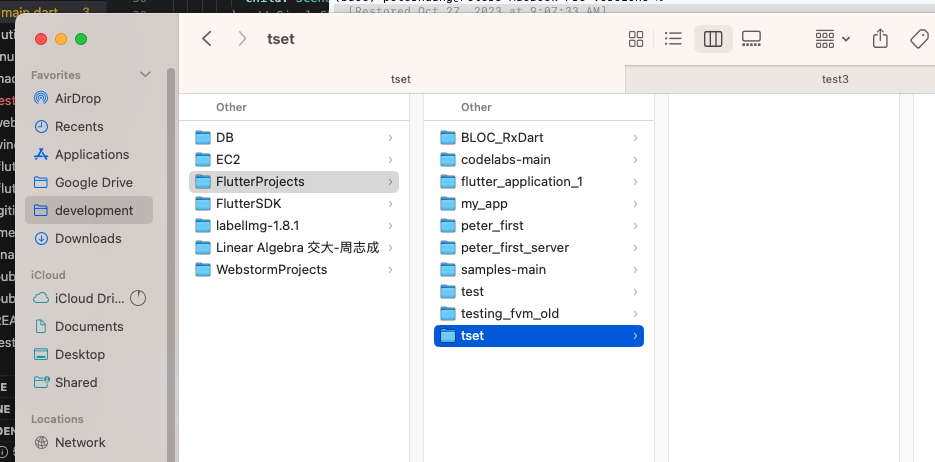 main.dart 3
[Restored Oct 27, 2023 at 9:07:33 AM]
tset
tset
test3
Favorites
AirDrop
Recents
Applications
Google Drive
development
Downloads
iCloud
iCloud Dri...
Documents
Desktop
Shared
Locations
Network
Other
DB
EC2
FlutterProjects
FlutterSDK
labelImg-1.8.1
Linear Algebra 交大-周志成
WebstormProjects
Other
BLOC_RxDart
codelabs-main
flutter_application_1
my_app
peter_first
peter_first_server
samples-main
test
testing_fvm_old
tset